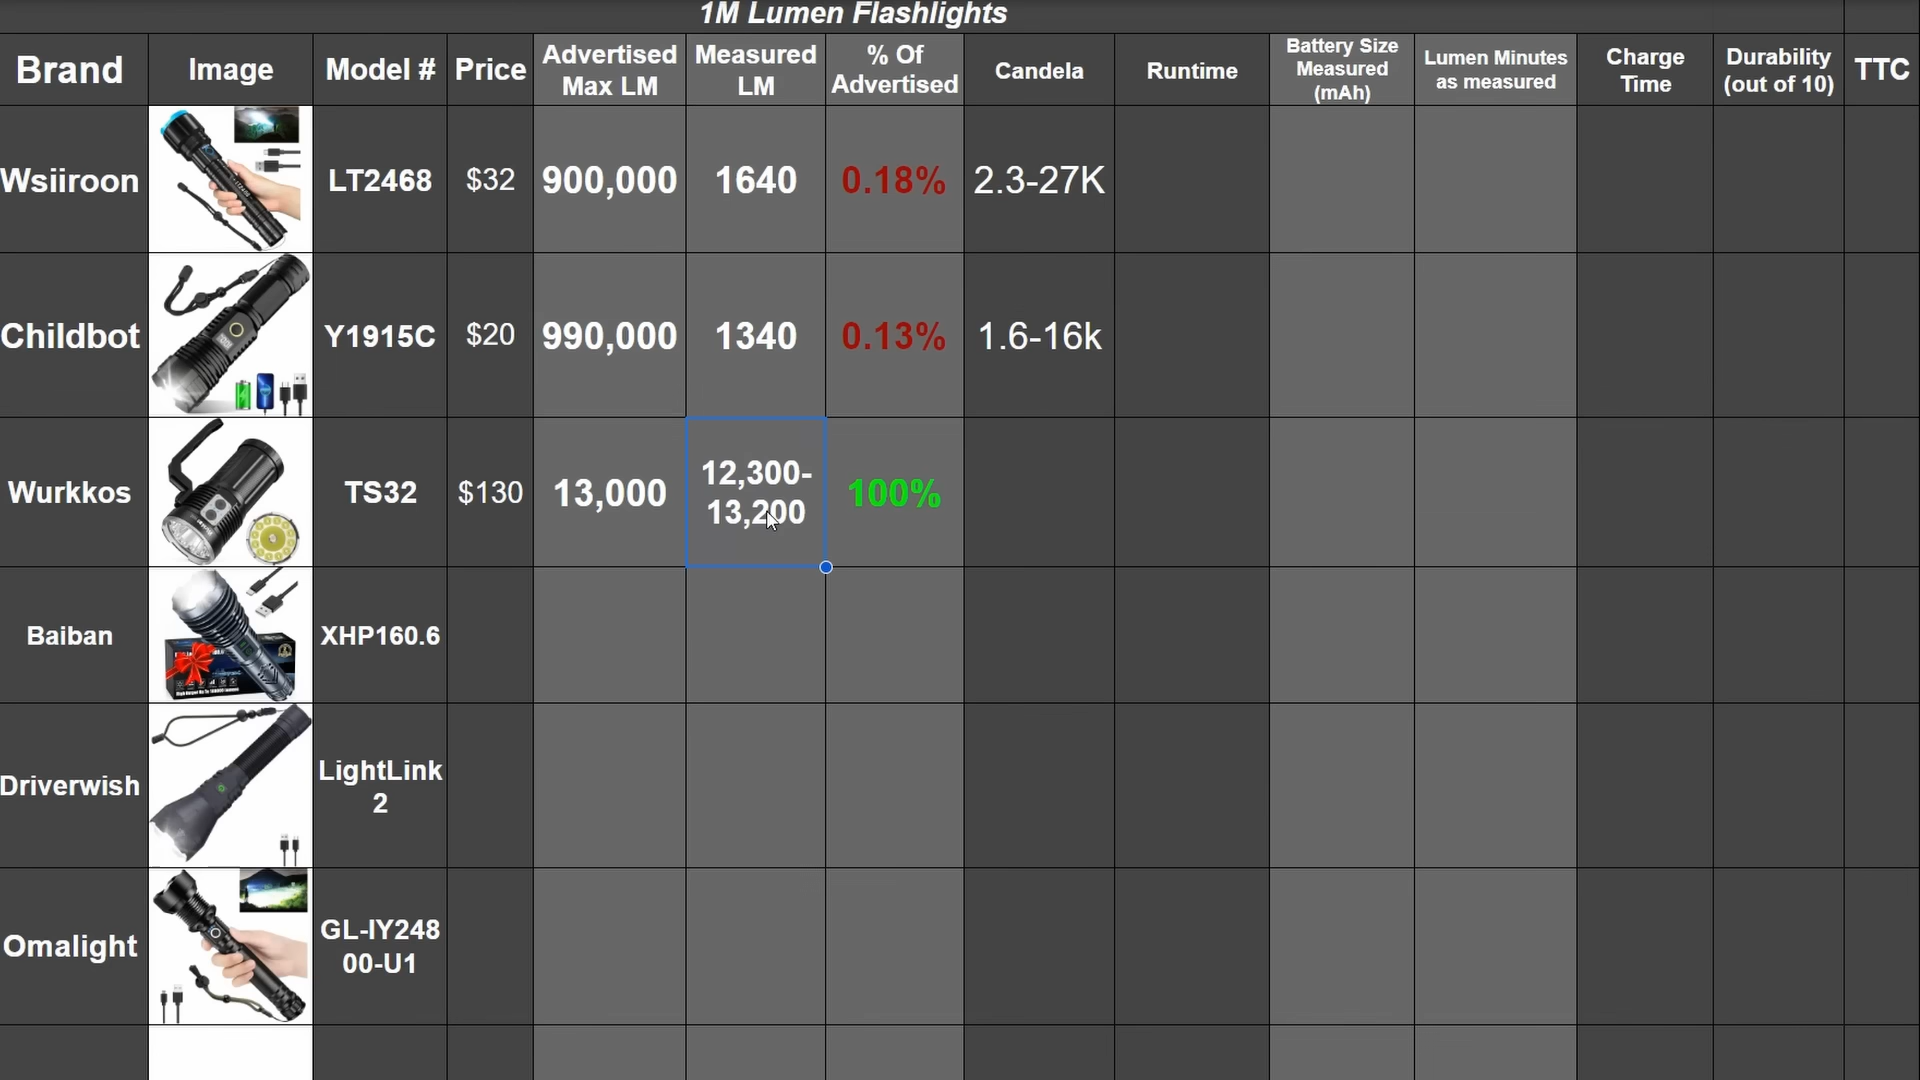 1M Lumen Flashlights
Brand
Image
Model #
Price
Advertised
Max LM
Measured
LM
% Of
Advertised
Candela
Runtime
Battery Size
Measured
(mAh)
Lumen Minutes
as measured
Charge
Time
Durability
(out of 10)
TTC
Wsiiroon
LT2468
$32
900,000
1640
0.18%
2.3-27K
Childbot
Y1915C
$20
990,000
1340
0.13%
1.6-16k
Wurkkos
TS32
$130
13,000
12,300-
13,200
100%
Baiban
XHP160.6
Driverwish
LightLink
2
Omalight
GL-IY248
00-U1